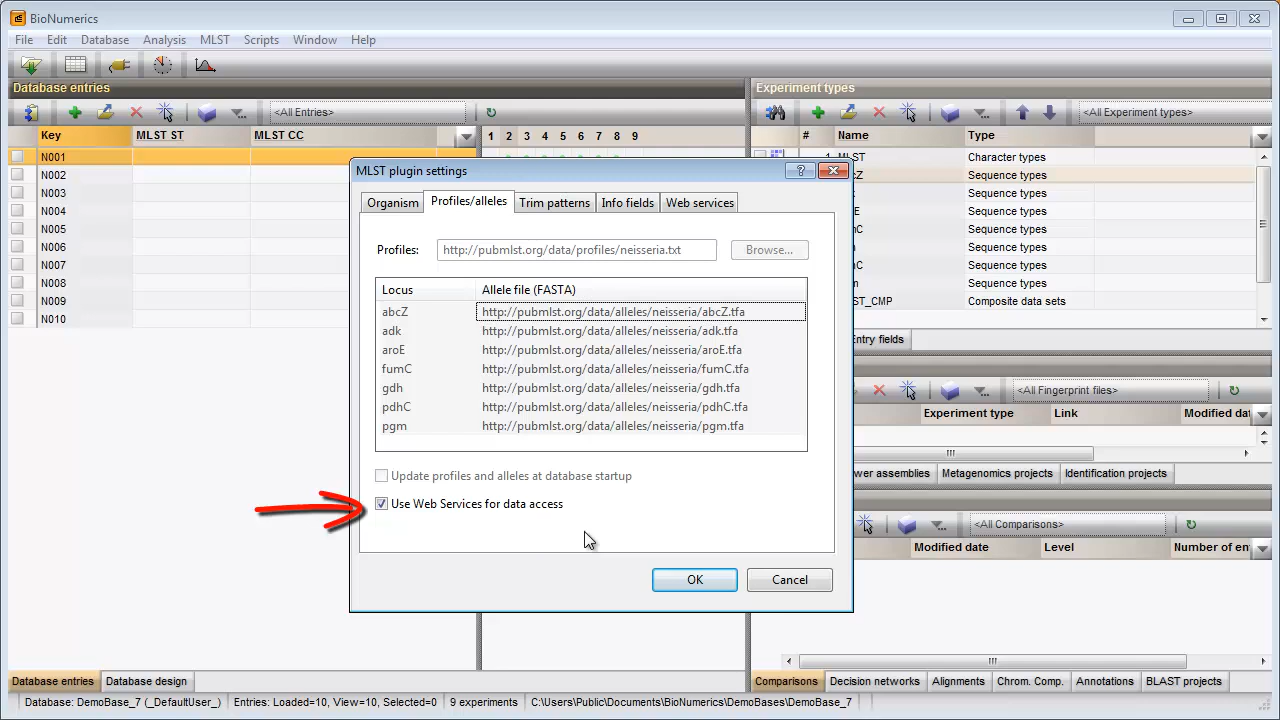 BioNumerics
File Edit Database Analysis MLST Scripts Window Help
Database entries
Experiment types
<All Entries>
<All Experiment types>
Key MLST ST MLST CC 1 2 3 4 5 6 7 8 9
# Name Type
N001
N002
N003
N004
N005
N006
N007
N008
N009
N010
MLST Character types
cZ Sequence types
Sequence types
E Sequence types
mC Sequence types
Sequence types
nC Sequence types
m Sequence types
ST_CMP Composite data sets
Entry fields
MLST plugin settings
Organism Profiles/alleles Trim patterns Info fields Web services
Profiles: http://pubmlst.org/data/profiles/neisseria.txt Browse...
Locus Allele file (FASTA)
abcZ http://pubmlst.org/data/alleles/neisseria/abcZ.tfa
adk http://pubmlst.org/data/alleles/neisseria/adk.tfa
aroE http://pubmlst.org/data/alleles/neisseria/aroE.tfa
fumC http://pubmlst.org/data/alleles/neisseria/fumC.tfa
gdh http://pubmlst.org/data/alleles/neisseria/gdh.tfa
pdhC http://pubmlst.org/data/alleles/neisseria/pdhC.tfa
pgm http://pubmlst.org/data/alleles/neisseria/pgm.tfa
Update profiles and alleles at database startup
Use Web Services for data access
OK Cancel
<All Fingerprint files>
Experiment type Link Modified dat
wer assemblies Metagenomics projects Identification projects
<All Comparisons>
Modified date Level Number of en
Database entries Database design
Comparisons Decision networks Alignments Chrom. Comp. Annotations BLAST projects
Database: DemoBase_7 (_DefaultUser_) Entries: Loaded=10, View=10, Selected=0 9 experiments C:\Users\Public\Documents\BioNumerics\DemoBases\DemoBase_7